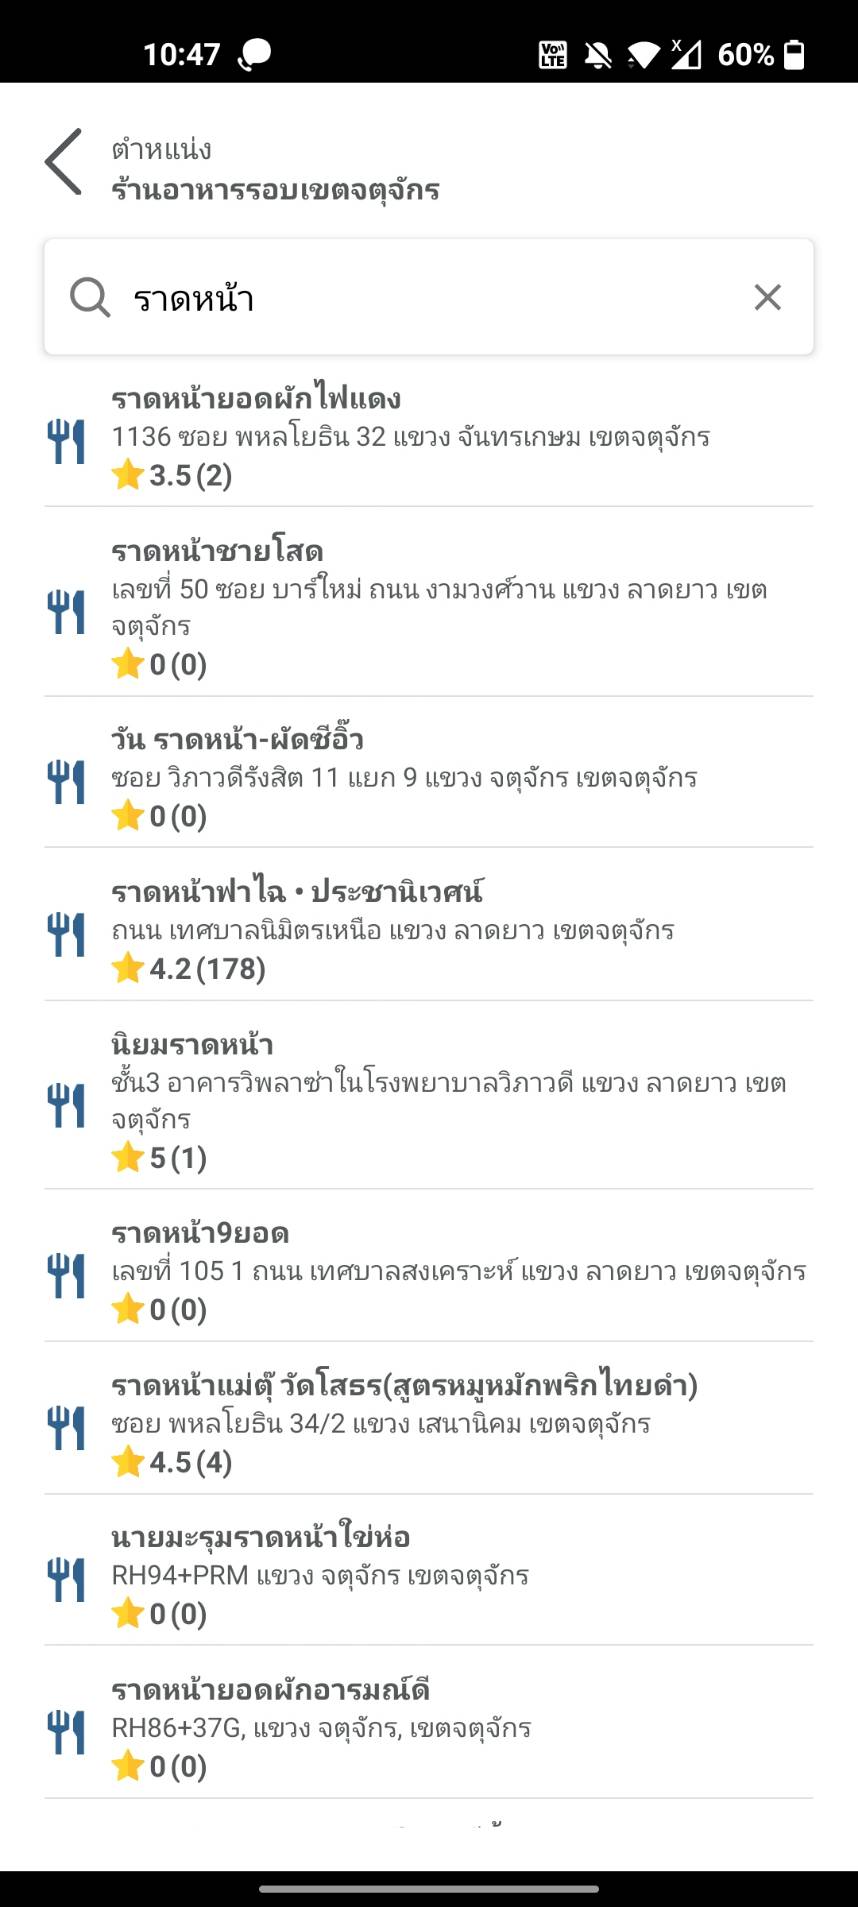 10:47
Vo)) LTE
x
60%
ตำหแน่ง
ร้านอาหารรอบเขตจตุจักร
ราดหน้า
ราดหน้ายอดผักไฟแดง
1136 ซอย พหลโยธิน 32 แขวง จันทรเกษม เขตจตุจักร
3.5 (2)
ราดหน้าชายโสด
เลขที่ 50 ซอย บาร์ใหม่ ถนน งามวงศ์วาน แขวง ลาดยาว เขต
จตุจักร
0 (0)
วัน ราดหน้า-ผัดซีอิ๊ว
ซอย วิภาวดีรังสิต 11 แยก 9 แขวง จตุจักร เขตจตุจักร
0 (0)
ราดหน้าฟาไฉ • ประชานิเวศน์
ถนน เทศบาลนิมิตรเหนือ แขวง ลาดยาว เขตจตุจักร
4.2 (178)
นิยมราดหน้า
ชั้น3 อาคารวิพลาซ่าในโรงพยาบาลวิภาวดี แขวง ลาดยาว เขต
จตุจักร
5 (1)
ราดหน้า9ยอด
เลขที่ 105 1 ถนน เทศบาลสงเคราะห์ แขวง ลาดยาว เขตจตุจักร
0 (0)
ราดหน้าแม่ตุ๊ วัดโสธร(สูตรหมูหมักพริกไทยดำ)
ซอย พหลโยธิน 34/2 แขวง เสนานิคม เขตจตุจักร
4.5 (4)
นายมะรุมราดหน้าไข่ห่อ
RH94+PRM แขวง จตุจักร เขตจตุจักร
0 (0)
ราดหน้ายอดผักอารมณ์ดี
RH86+37G, แขวง จตุจักร, เขตจตุจักร
0 (0)